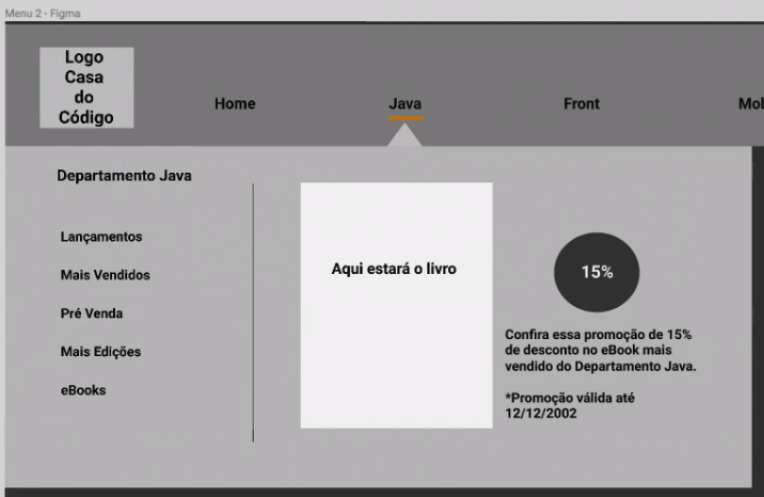 Menu 2 - Figma
Logo
Casa
do
Código
Home
Java
Front
Mob
Departamento Java
Lançamentos
Mais Vendidos
Pré Venda
Mais Edições
eBooks
Aqui estará o livro
15%
Confira essa promoção de 15%
de desconto no eBook mais
vendido do Departamento Java.
*Promoção válida até
12/12/2002